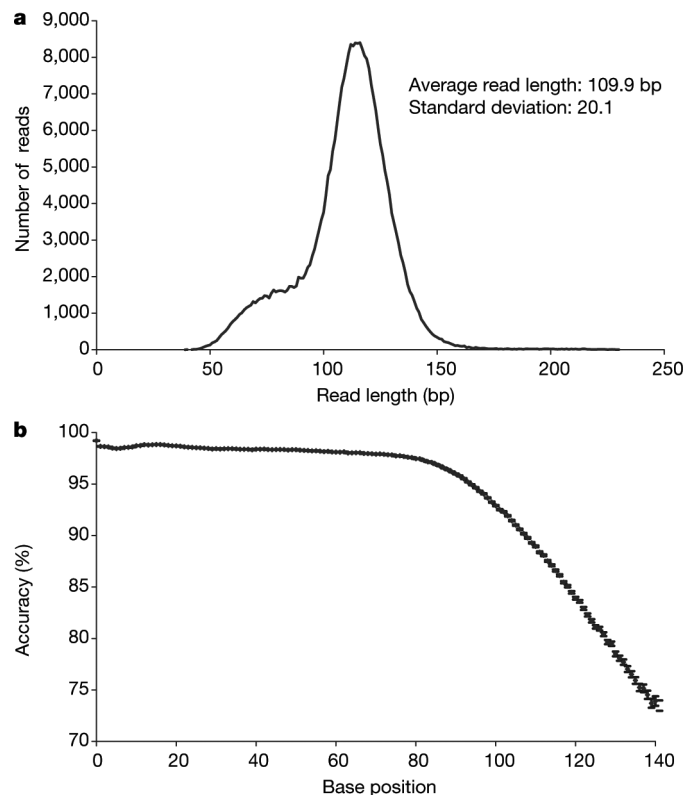 a
9,000
8,000
7,000
6,000
5,000
4,000
3,000
2,000
1,000
0
Number of reads
Average read length: 109.9 bp
Standard deviation: 20.1
0 50 100 150 200 250
Read length (bp)
b
100
95
90
85
80
75
70
Accuracy (%)
0 20 40 60 80 100 120 140
Base position